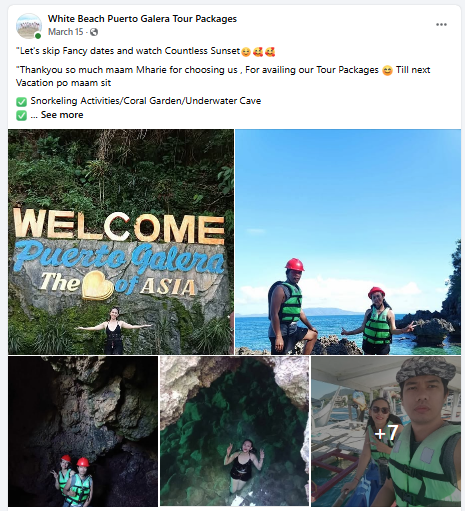 White Beach Puerto Galera Tour Packages
March 15 ·
"Let's skip Fancy dates and watch Countless Sunset😊🥰🥰
"Thankyou so much maam Mharie for choosing us , For availing our Tour Packages 😊 Till next
Vacation po maam sit
✅ Snorkeling Activities/Coral Garden/Underwater Cave
✅ ... See more
WELCOME
Puerto Galera
The of ASIA
+7